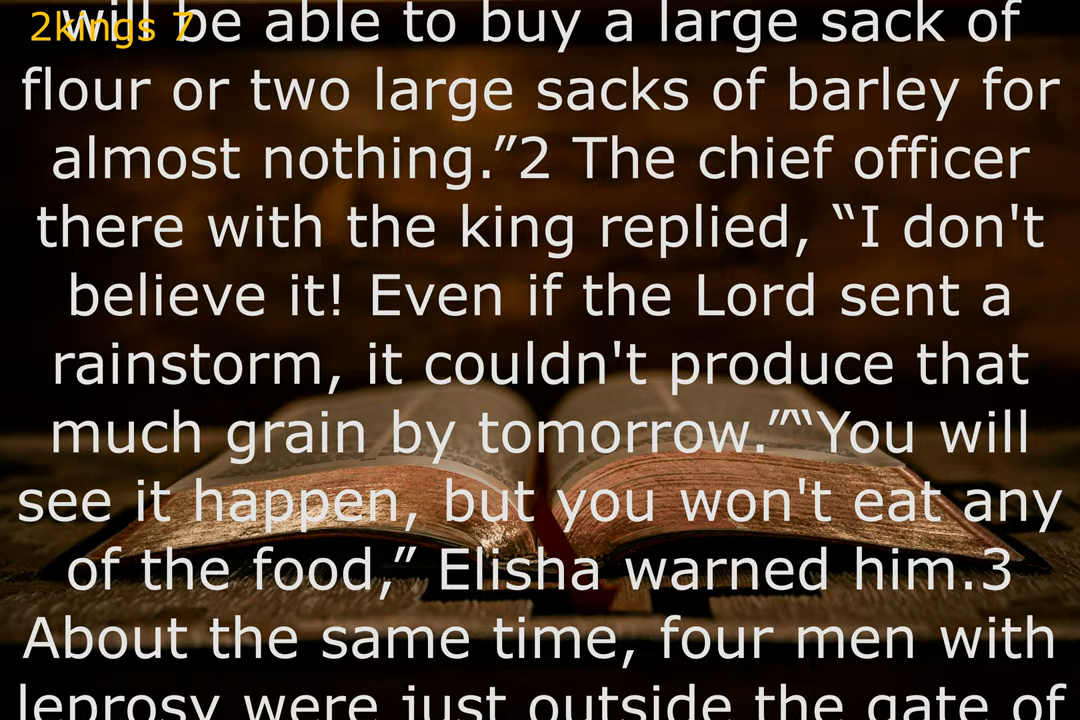 2kings 7
will be able to buy a large sack of
flour or two large sacks of barley for
almost nothing.”2 The chief officer
there with the king replied, “I don't
believe it! Even if the Lord sent a
rainstorm, it couldn't produce that
much grain by tomorrow.”“You will
see it happen, but you won't eat any
of the food,” Elisha warned him.3
About the same time, four men with
leprosy were just outside the gate of